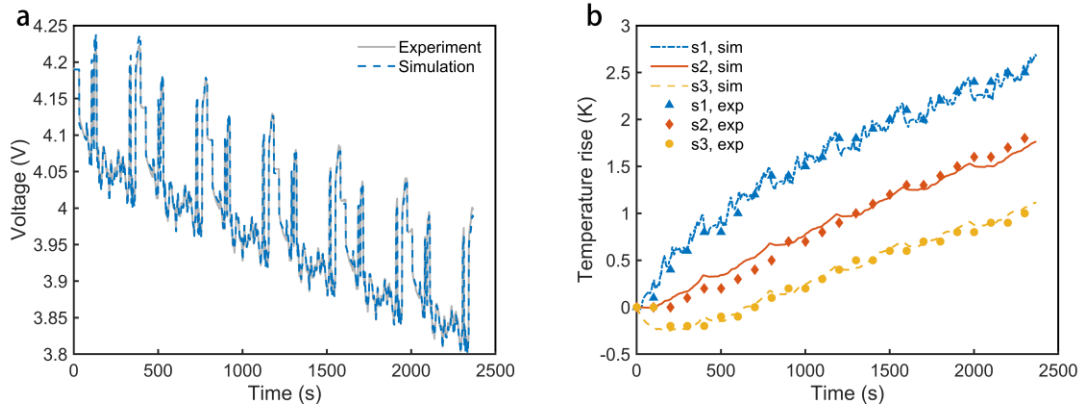 a
4.25
4.2
4.15
4.1
4.05
4
3.95
3.9
3.85
3.8
Voltage (V)
Experiment
Simulation
0
500
1000
1500
2000
2500
Time (s)
b
3
2.5
2
1.5
1
0.5
0
-0.5
Temperature rise (K)
s1, sim
s2, sim
s3, sim
s1, exp
s2, exp
s3, exp
0
500
1000
1500
2000
2500
Time (s)